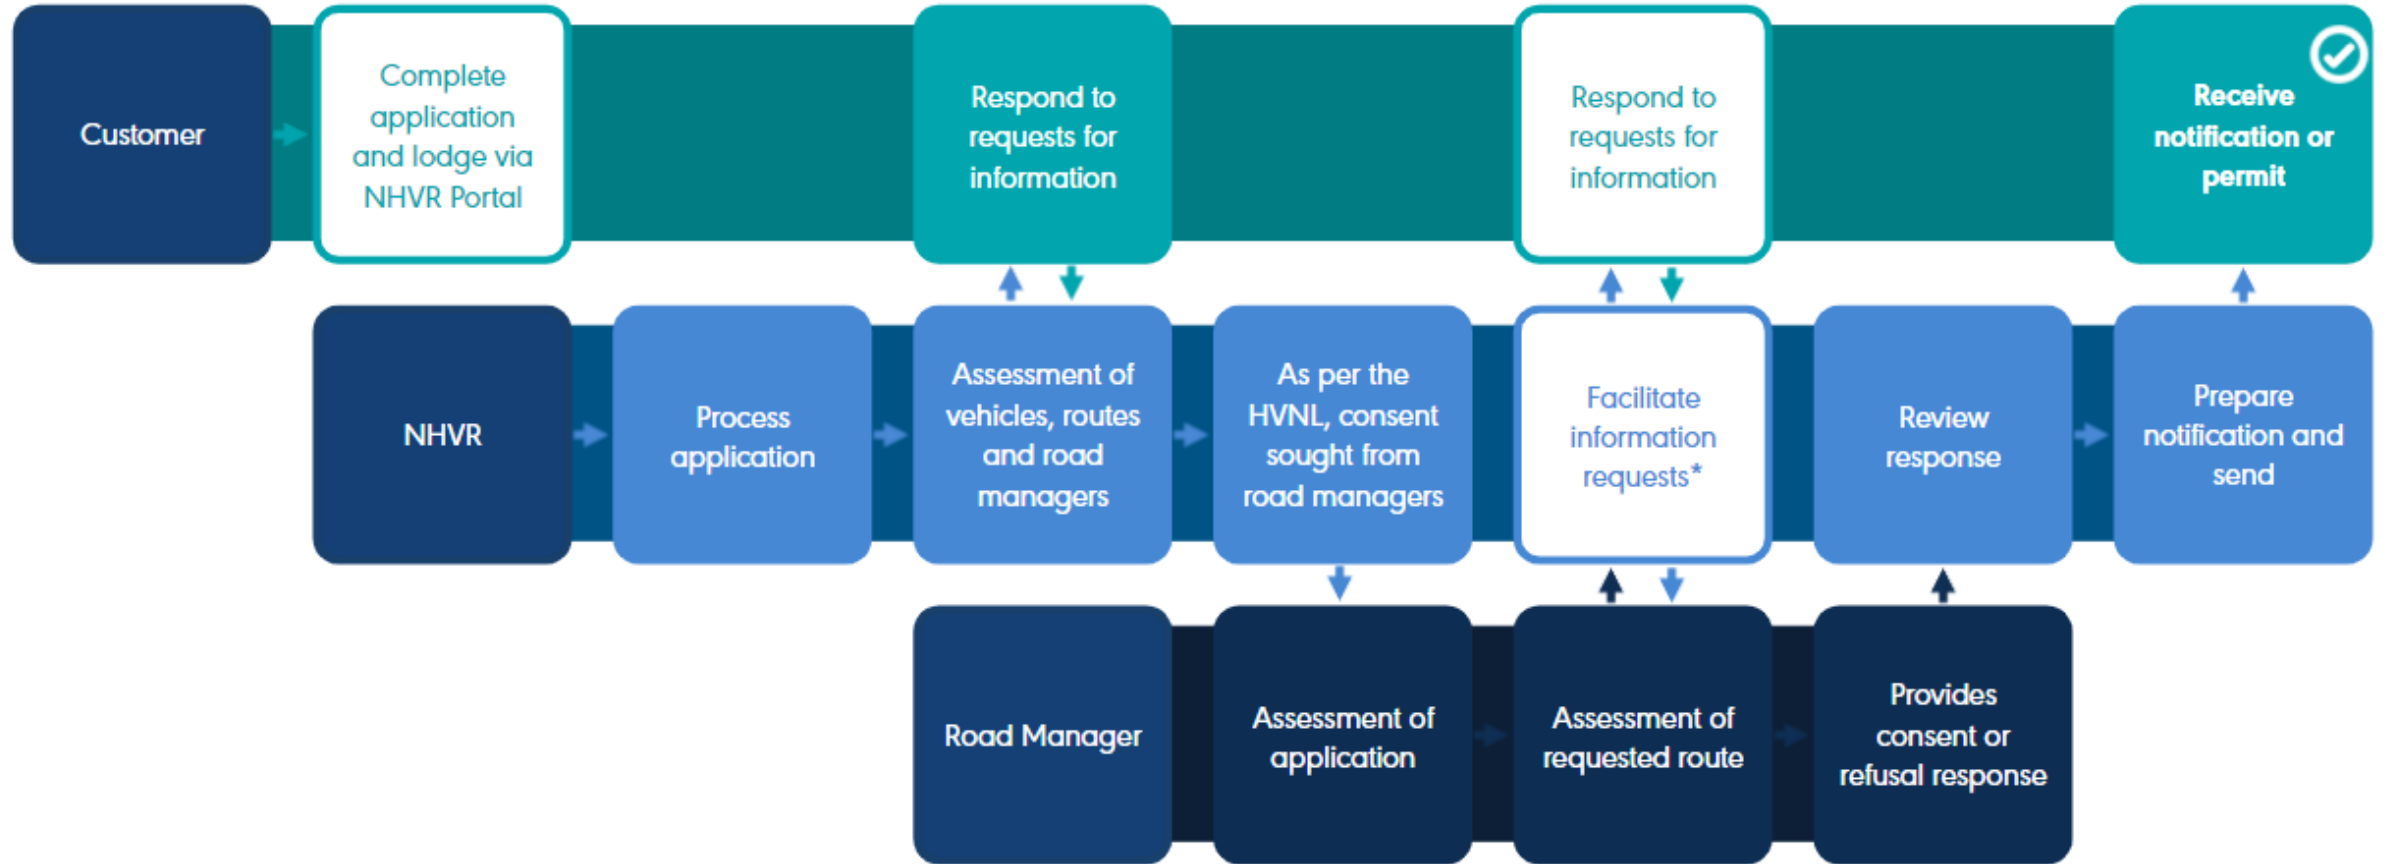 Customer
Complete
application
and lodge via
NHVR Portal
Respond to
requests for
information
Respond to
requests for
information
Receive
notification or
permit
NHVR
Process
application
Assessment of
vehicles, routes
and road
managers
As per the
HVNL, consent
sought from
road managers
Facilitate
information
requests*
Review
response
Prepare
notification and
send
Road Manager
Assessment of
application
Assessment of
requested route
Provides
consent or
refusal response